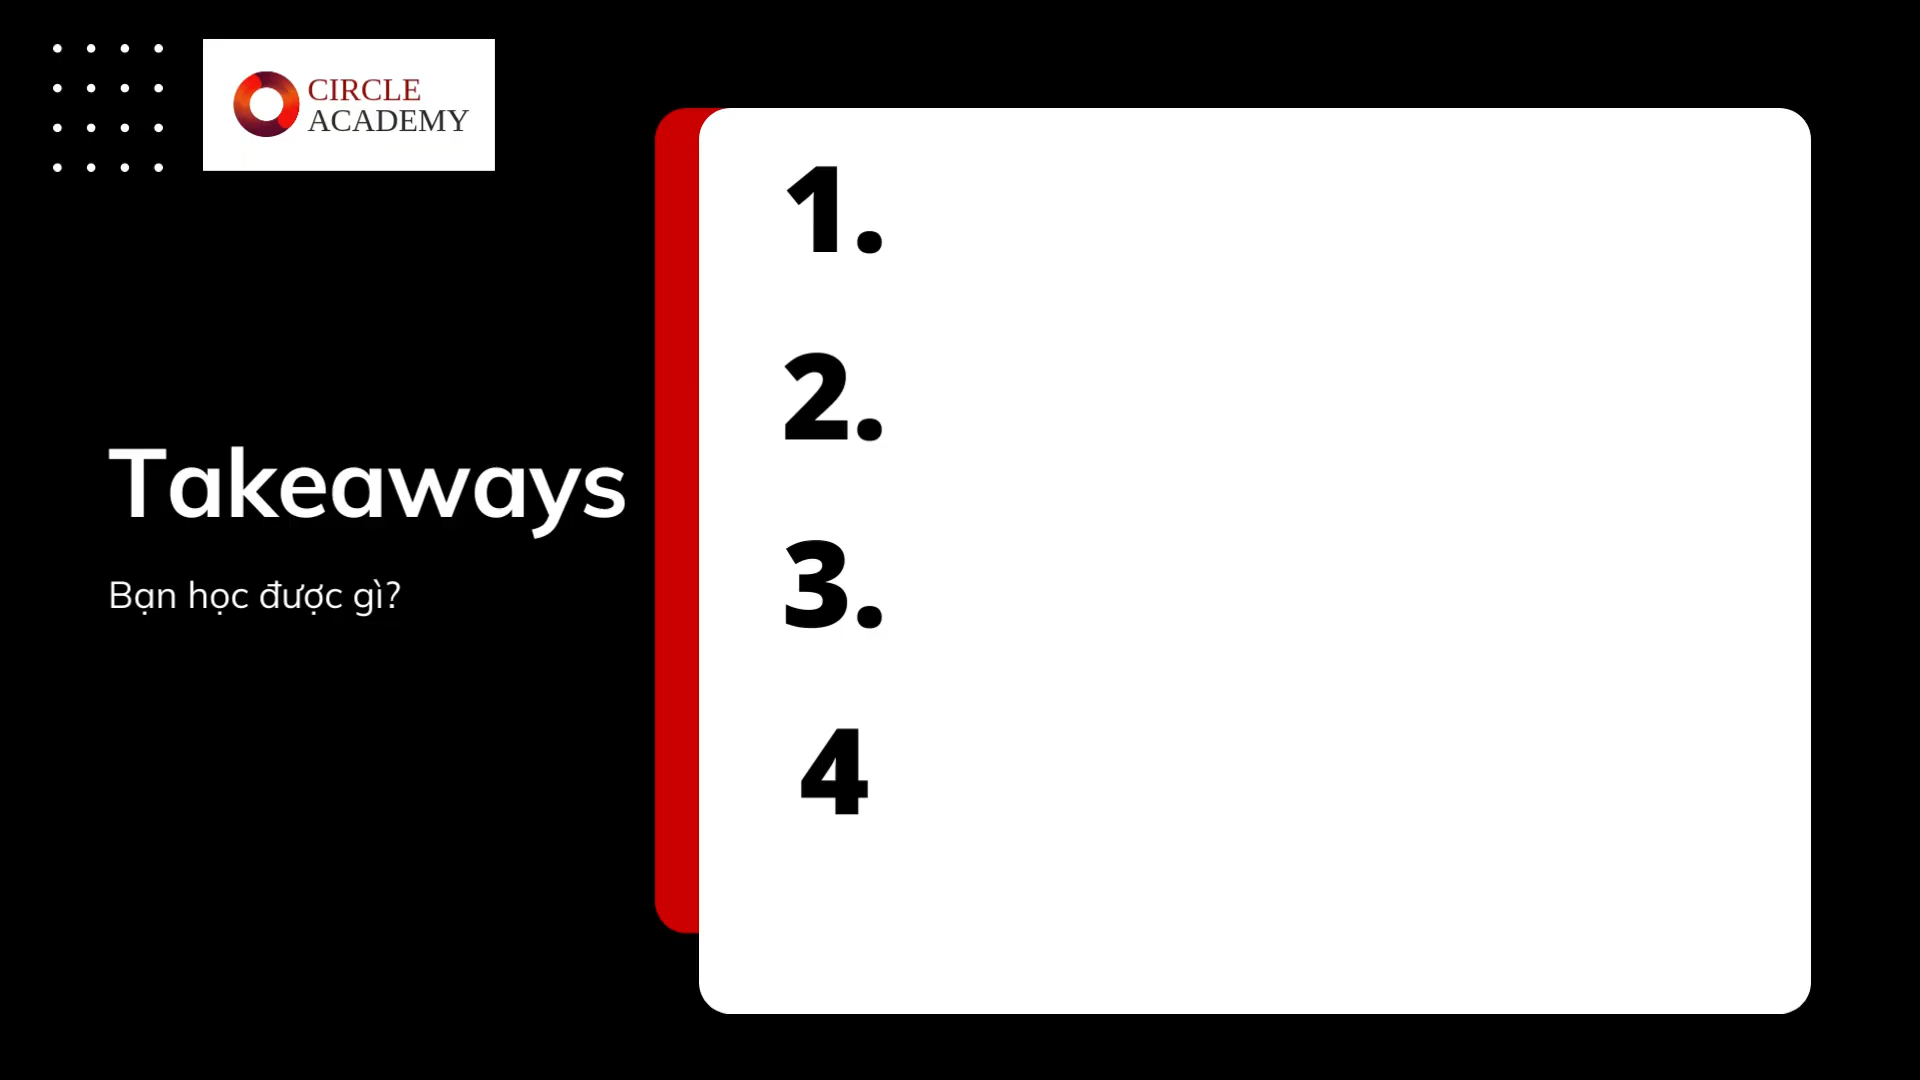 CIRCLE
ACADEMY
Takeaways
Bạn học được gì?
1.
2.
3.
4